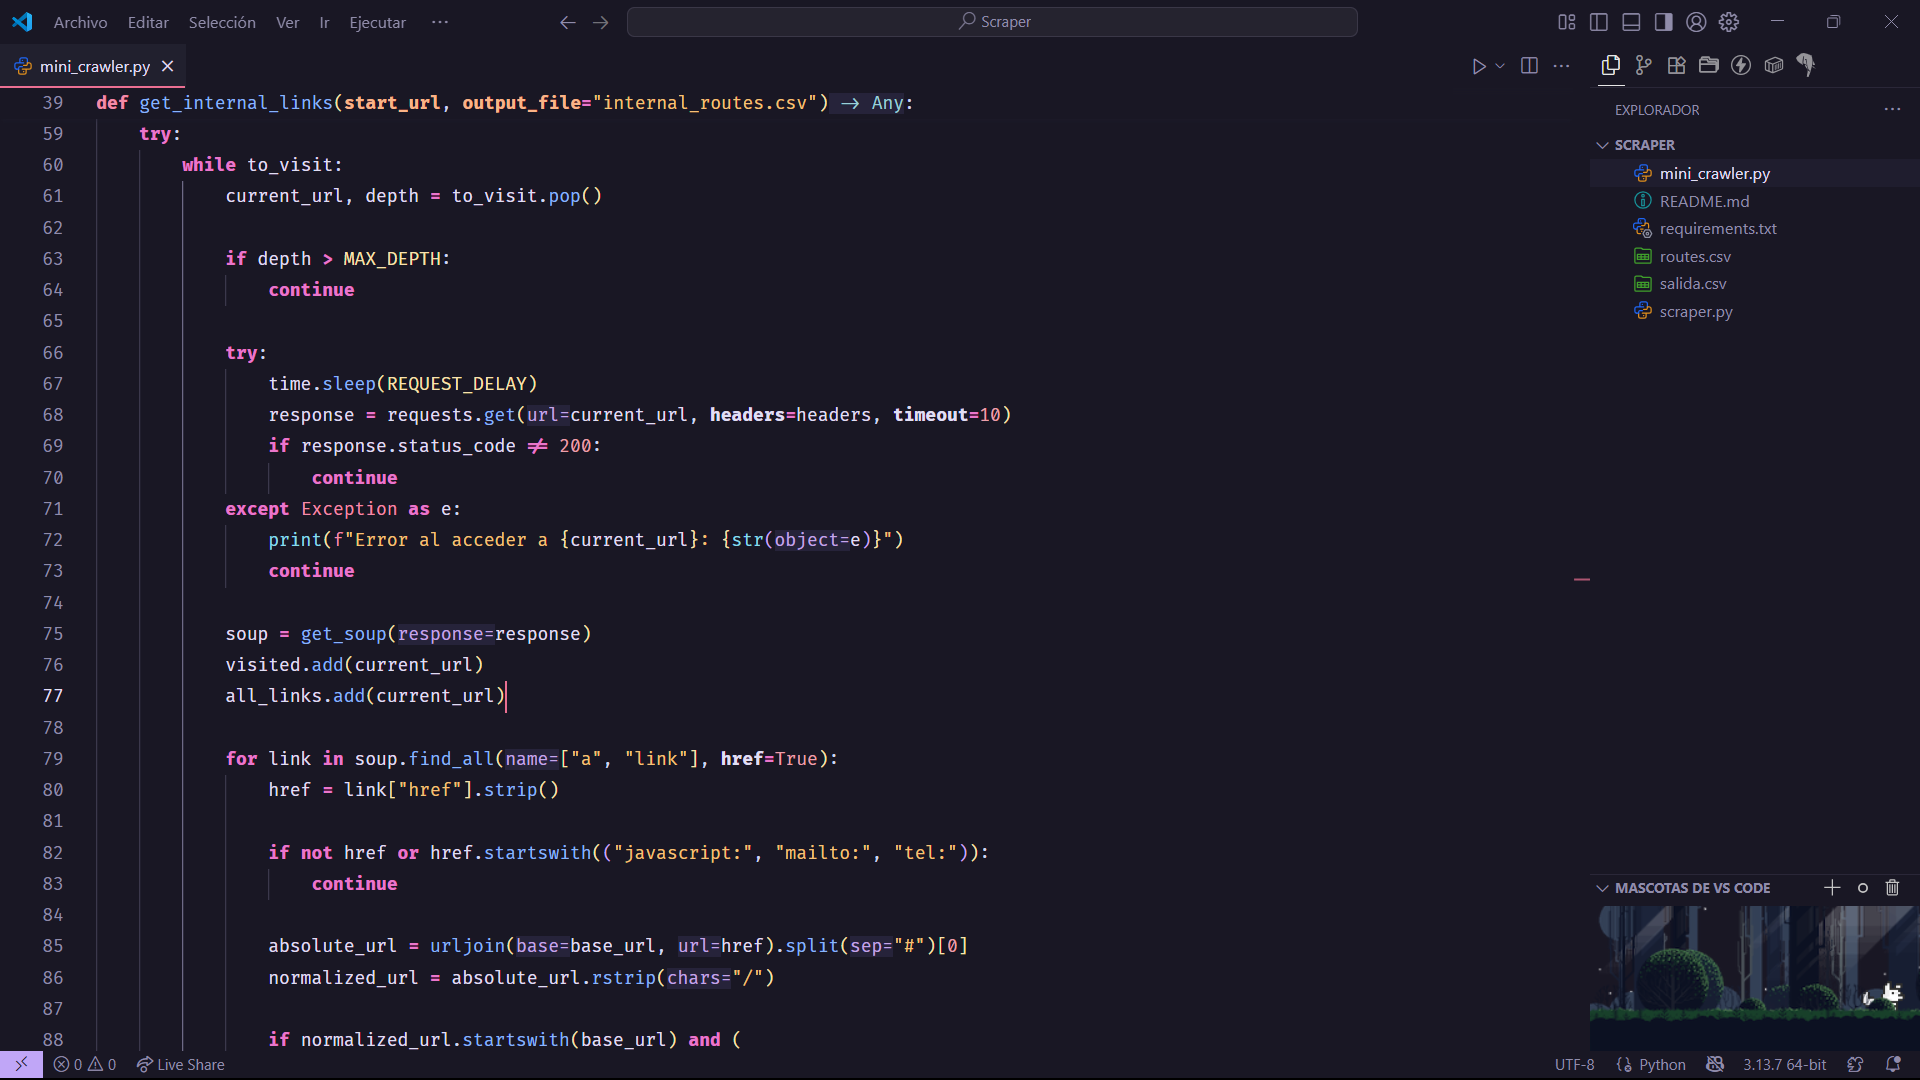 Archivo Editar Selección Ver Ir Ejecutar ···
Scraper
mini_crawler.py
39 def get_internal_links(start_url, output_file="internal_routes.csv") → Any:
59 try:
60 while to_visit:
61 current_url, depth = to_visit.pop()
62
63 if depth > MAX_DEPTH:
64 continue
65
66 try:
67 time.sleep(REQUEST_DELAY)
68 response = requests.get(url=current_url, headers=headers, timeout=10)
69 if response.status_code != 200:
70 continue
71 except Exception as e:
72 print(f"Error al acceder a {current_url}: {str(object=e)}")
73 continue
74
75 soup = get_soup(response=response)
76 visited.add(current_url)
77 all_links.add(current_url)
78
79 for link in soup.find_all(name=["a", "link"], href=True):
80 href = link["href"].strip()
81
82 if not href or href.startswith(("javascript:", "mailto:", "tel:")):
83 continue
84
85 absolute_url = urljoin(base=base_url, url=href).split(sep="#")[0]
86 normalized_url = absolute_url.rstrip(chars="/")
87
88 if normalized_url.startswith(base_url) and (
EXPLORADOR
SCRAPER
mini_crawler.py
README.md
requirements.txt
routes.csv
salida.csv
scraper.py
MASCOTAS DE VS CODE
0 0 Live Share
UTF-8 Python 3.13.7 64-bit